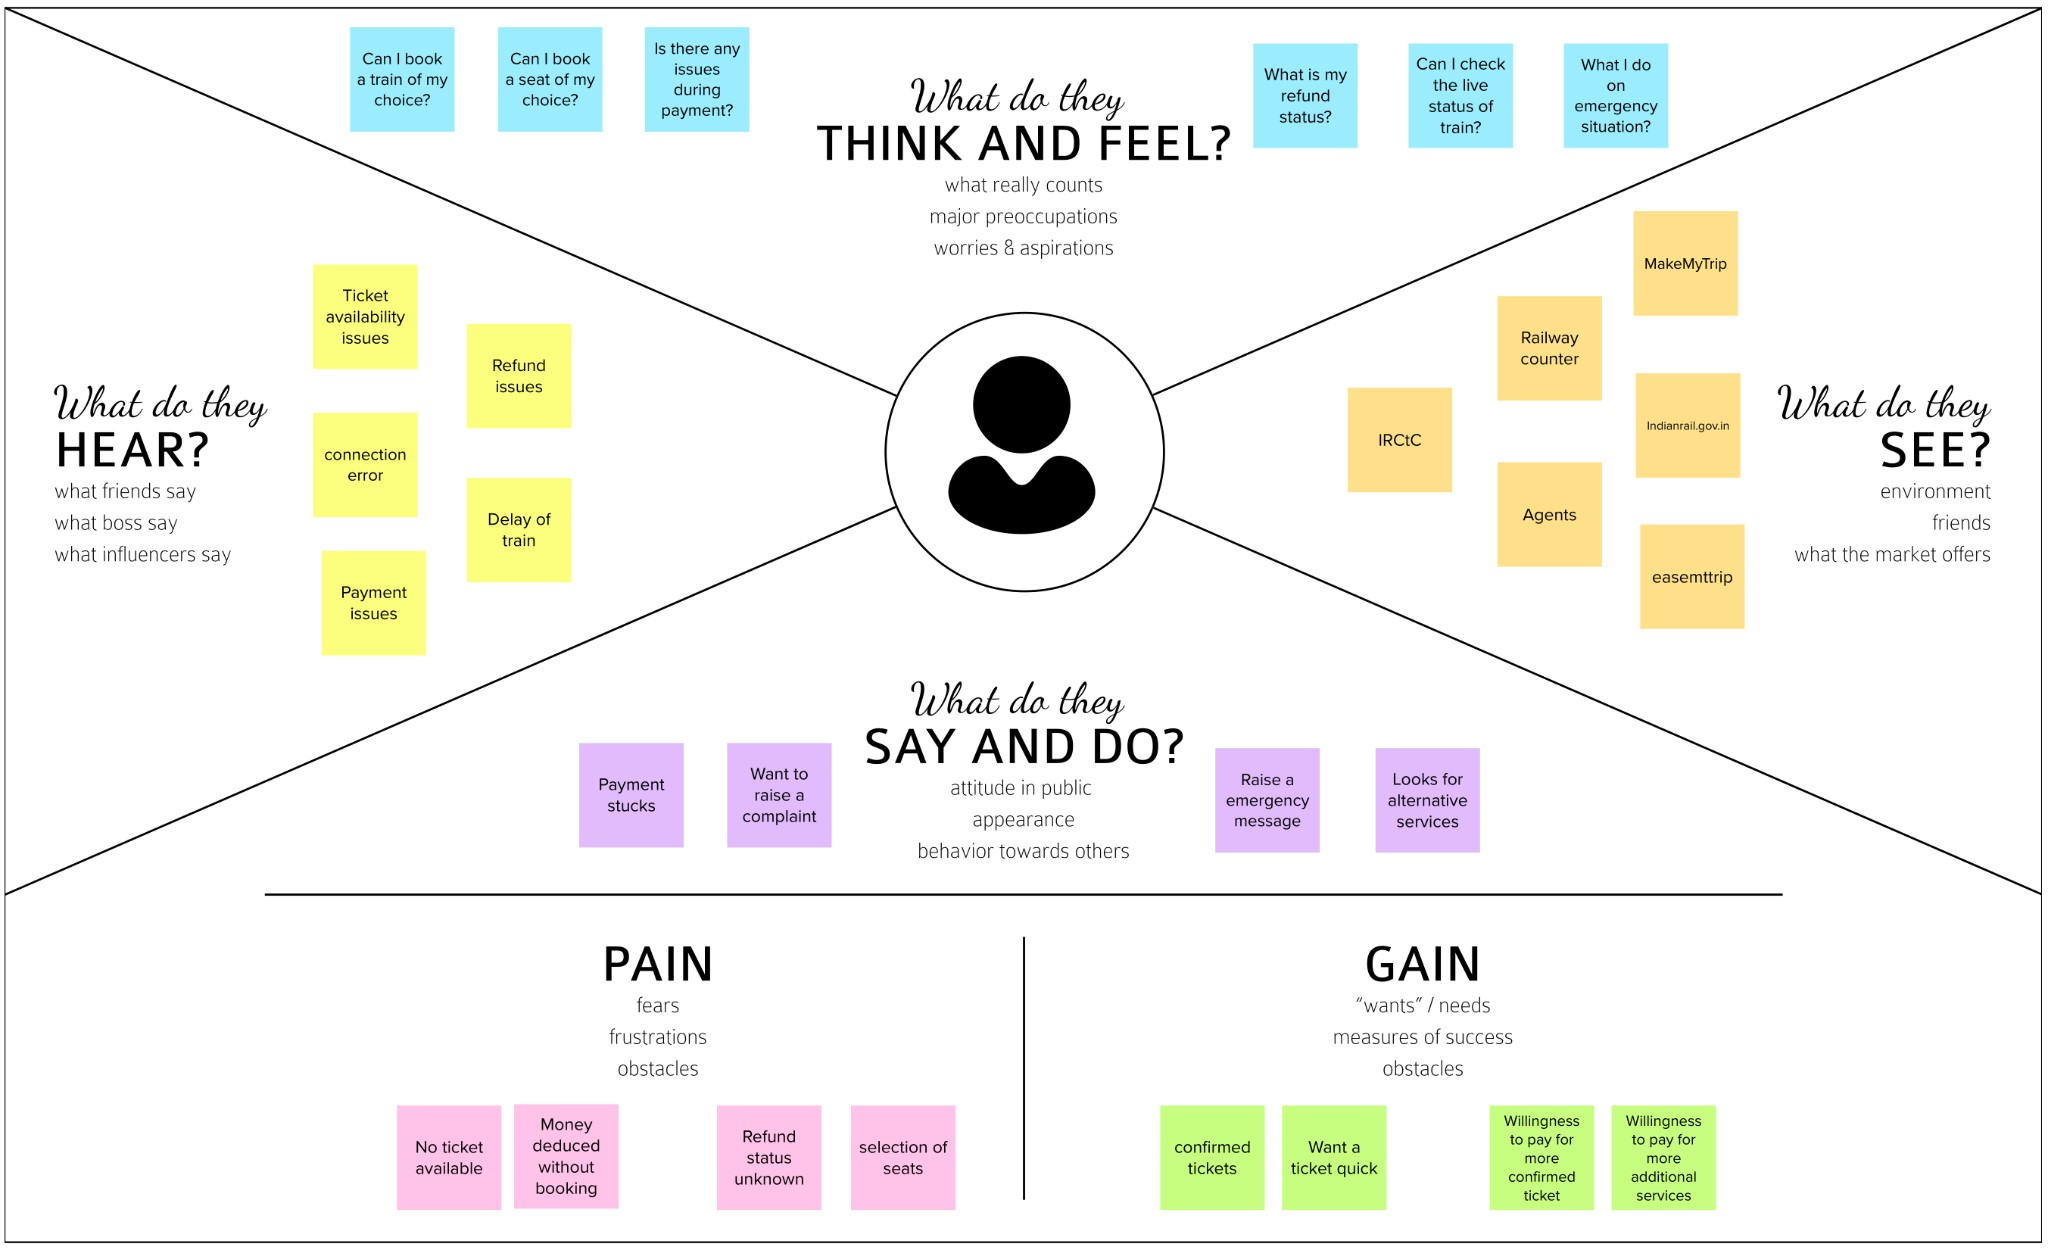 Can I book
a train of my
choice?
Can I book
a seat of my
choice?
Is there any
issues
during
payment?
What do they
THINK AND FEEL?
what really counts
major preoccupations
worries & aspirations
What is my
refund
status?
Can I check
the live
status of
train?
What I do
on
emergency
situation?
What do they
HEAR?
what friends say
what boss say
what influencers say
Ticket
availability
issues
Refund
issues
connection
error
Delay of
train
Payment
issues
MakeMyTrip
Railway
counter
IRCtC
Indianrail.gov.in
Agents
easemttrip
What do they
SEE?
environment
friends
what the market offers
What do they
SAY AND DO?
attitude in public
appearance
behavior towards others
Payment
stucks
Want to
raise a
complaint
Raise a
emergency
message
Looks for
alternative
services
PAIN
fears
frustrations
obstacles
No ticket
available
Money
deduced
without
booking
Refund
status
unknown
selection of
seats
GAIN
“wants” / needs
measures of success
obstacles
confirmed
tickets
Want a
ticket quick
Willingness
to pay for
more
confirmed
ticket
Willingness
to pay for
more
additional
services